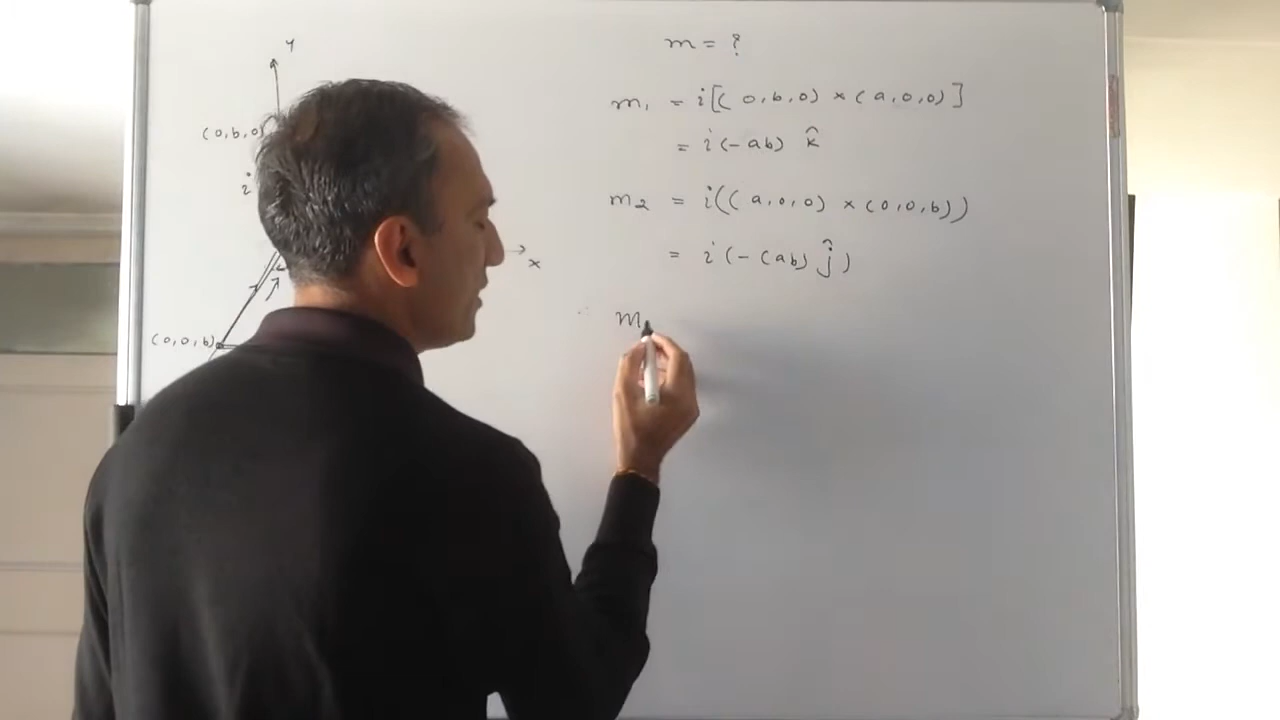 y
(0,b,0)
i
x
(0,0,b)
m = ?
m₁ = i[(0,b,0) × (a,0,0)]
= i(-ab) k̂
m₂ = i((a,0,0) × (0,0,b))
= i(-(ab) ĵ)
∴ m